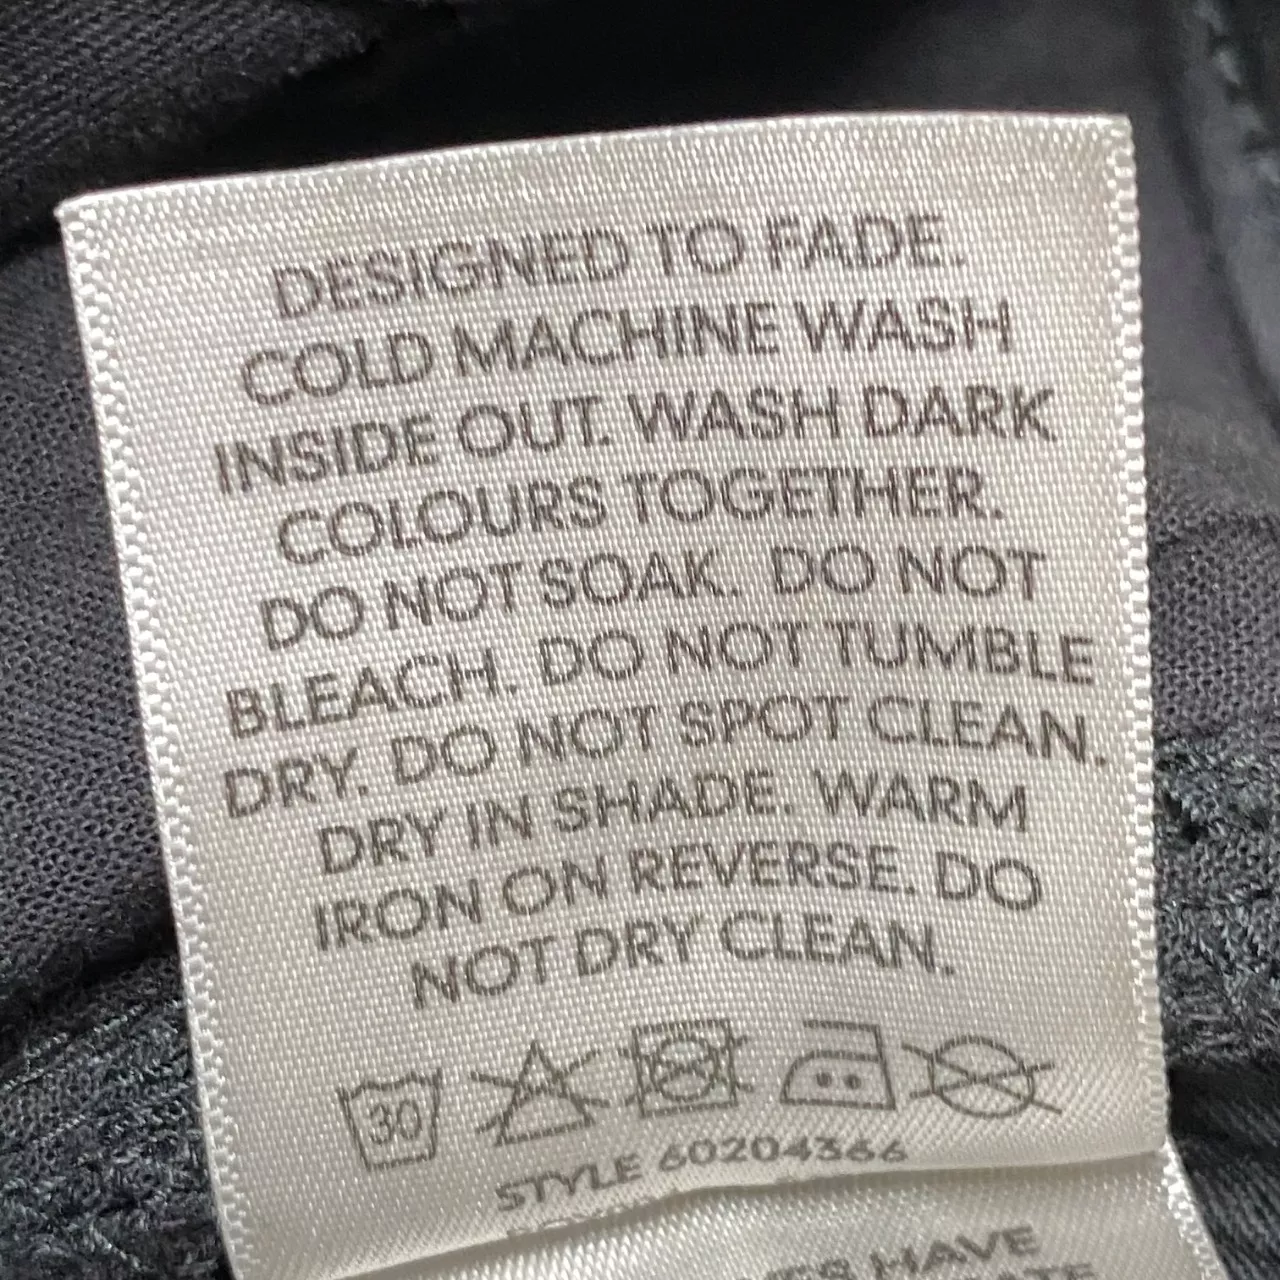 DESIGNED TO FADE.
COLD MACHINE WASH
INSIDE OUT. WASH DARK
COLOURS TOGETHER.
DO NOT SOAK. DO NOT
BLEACH. DO NOT TUMBLE
DRY. DO NOT SPOT CLEAN.
DRY IN SHADE. WARM
IRON ON REVERSE. DO
NOT DRY CLEAN.
30
STYLE 60204366
HAVE